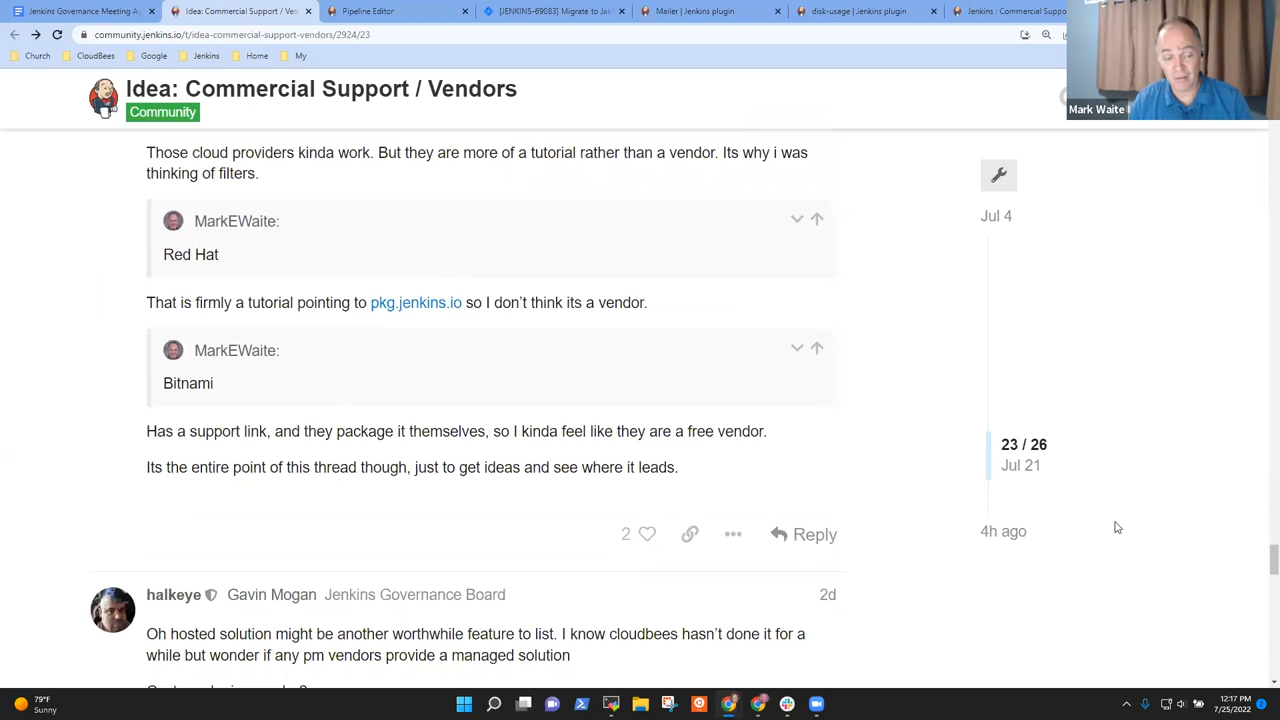 Jenkins Governance Meeting A
Idea: Commercial Support / Ven
Pipeline Editor
[JENKINS-69083] Migrate to Jak
Mailer | Jenkins plugin
disk-usage | Jenkins plugin
Jenkins : Commercial Suppo
community.jenkins.io/t/idea-commercial-support-vendors/2924/23
Church
CloudBees
Google
Jenkins
Home
My
Mark Waite
Idea: Commercial Support / Vendors
Community
Those cloud providers kinda work. But they are more of a tutorial rather than a vendor. Its why i was
thinking of filters.
MarkEWaite:
Red Hat
That is firmly a tutorial pointing to pkg.jenkins.io so I don’t think its a vendor.
MarkEWaite:
Bitnami
Has a support link, and they package it themselves, so I kinda feel like they are a free vendor.
Its the entire point of this thread though, just to get ideas and see where it leads.
2
Reply
Jul 4
23 / 26
Jul 21
4h ago
halkeye Gavin Mogan Jenkins Governance Board 2d
Oh hosted solution might be another worthwhile feature to list. I know cloudbees hasn’t done it for a
while but wonder if any pm vendors provide a managed solution
79°F
Sunny
12:17 PM
7/25/2022
2